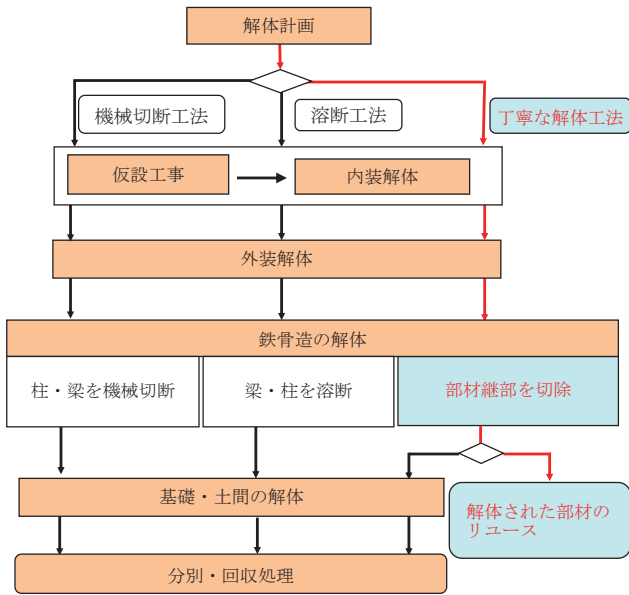 解体計画
機械切断工法
溶断工法
丁寧な解体工法
仮設工事
内装解体
外装解体
鉄骨造の解体
柱・梁を機械切断
梁・柱を溶断
部材継部を切除
基礎・土間の解体
解体された部材の
リユース
分別・回収処理